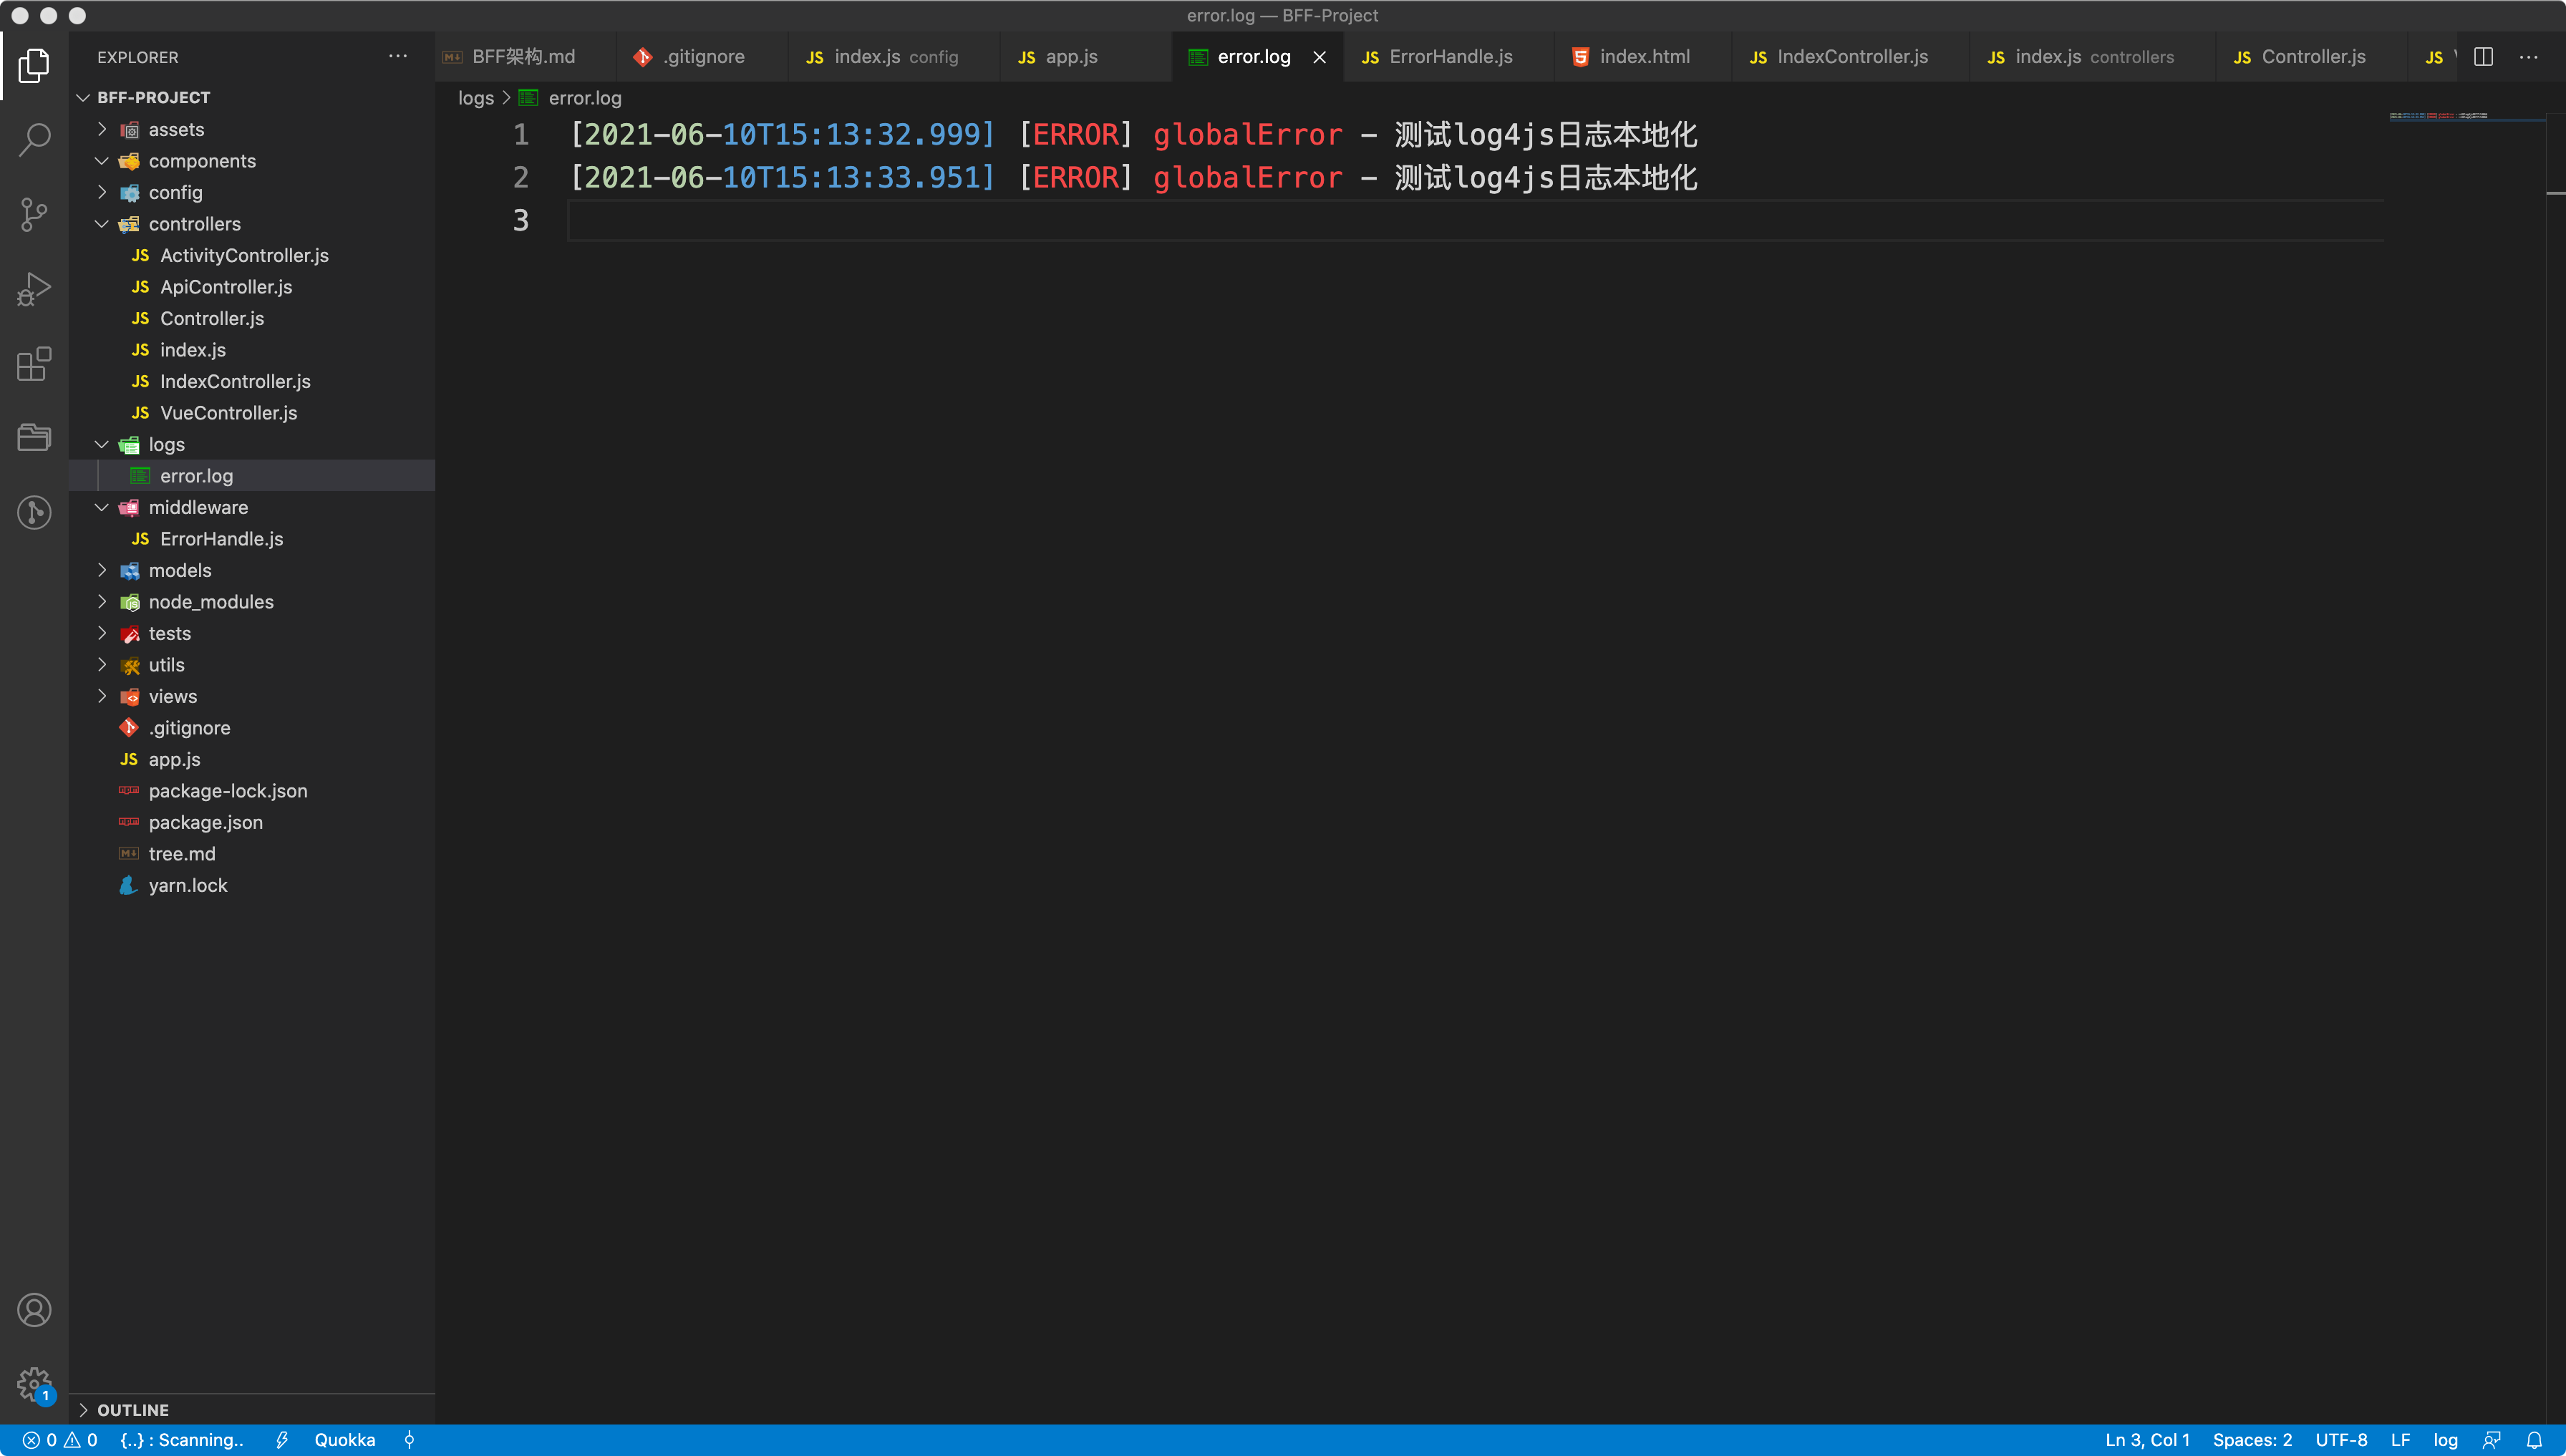 error.log — BFF-Project
EXPLORER
BFF架构.md
.gitignore
JS index.js config
JS app.js
error.log
JS ErrorHandle.js
index.html
JS IndexController.js
JS index.js controllers
JS Controller.js
JS
BFF-PROJECT
assets
components
config
controllers
JS ActivityController.js
JS ApiController.js
JS Controller.js
JS index.js
JS IndexController.js
JS VueController.js
logs
error.log
middleware
JS ErrorHandle.js
models
node_modules
tests
utils
views
.gitignore
JS app.js
package-lock.json
package.json
tree.md
yarn.lock
OUTLINE
logs > error.log
1 [2021-06-10T15:13:32.999] [ERROR] globalError - 测试log4js日志本地化
2 [2021-06-10T15:13:33.951] [ERROR] globalError - 测试log4js日志本地化
3
1
0 0 {..} : Scanning.. Quokka
Ln 3, Col 1 Spaces: 2 UTF-8 LF log